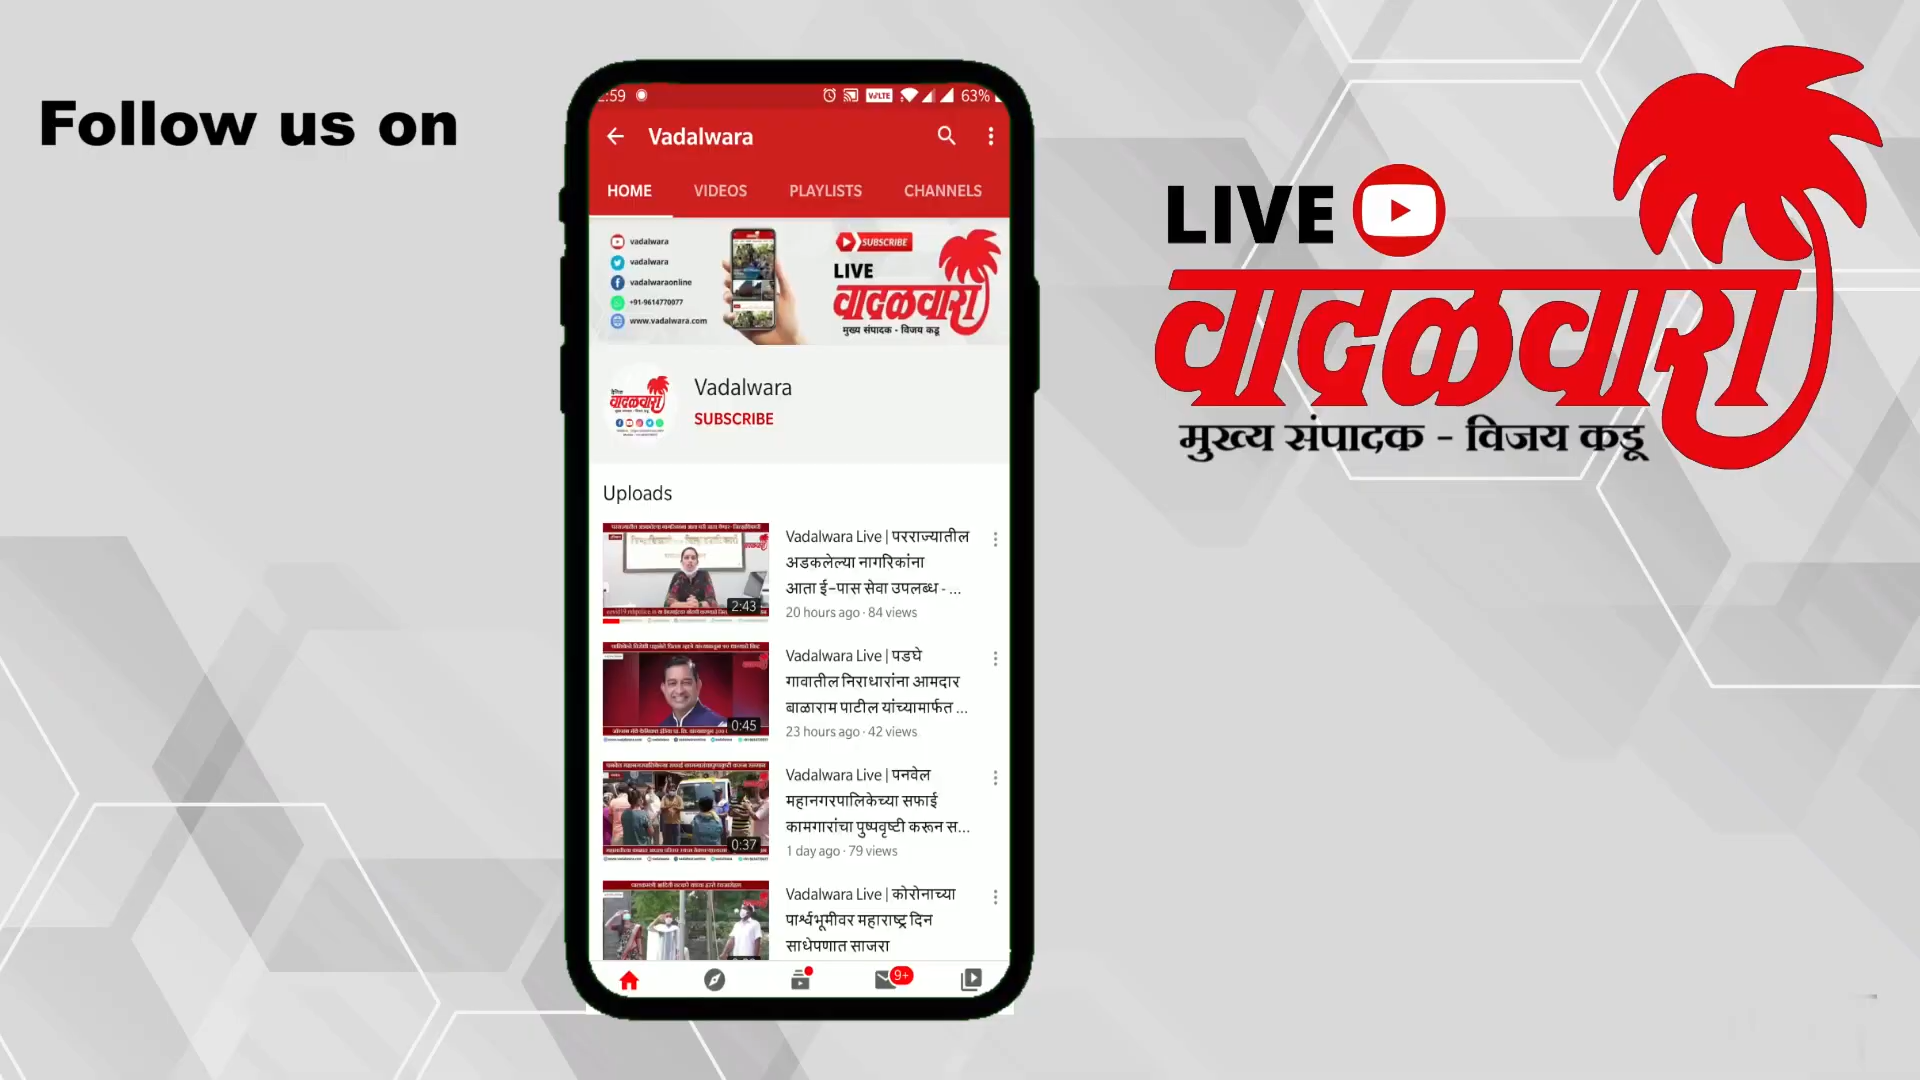 Follow us on
:59
VoLTE
63%
Vadalwara
HOME VIDEOS PLAYLISTS CHANNELS
vadalwara
vadalwara
vadalwaraonline
+91-9614770077
www.vadalwara.com
SUBSCRIBE
LIVE
वादळवारा
मुख्य संपादक - विजय कडू
वादळवारा
Vadalwara
SUBSCRIBE
Uploads
2:43
Vadalwara Live | परराज्यातील
अडकलेल्या नागरिकांना
आता ई-पास सेवा उपलब्ध - ...
20 hours ago · 84 views
0:45
Vadalwara Live | पडघे
गावातील निराधारांना आमदार
बाळाराम पाटील यांच्यामार्फत ...
23 hours ago · 42 views
0:37
Vadalwara Live | पनवेल
महानगरपालिकेच्या सफाई
कामगारांचा पुष्पवृष्टी करून स...
1 day ago · 79 views
Vadalwara Live | कोरोनाच्या
पार्श्वभूमीवर महाराष्ट्र दिन
साधेपणात साजरा
9+
LIVE
वादळवारा
मुख्य संपादक - विजय कडू